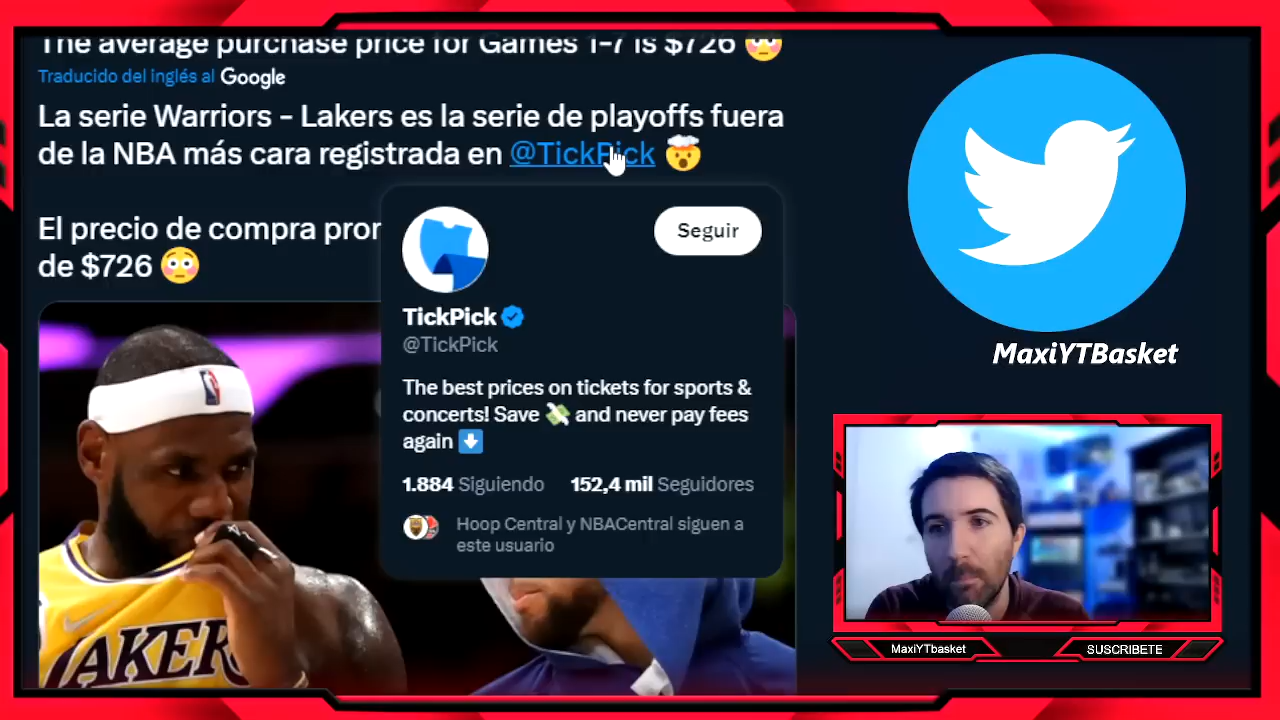 The average purchase price for Games 1-7 is $726 😳
Traducido del inglés al Google
La serie Warriors - Lakers es la serie de playoffs fuera
de la NBA más cara registrada en @TickPick 🤯
El precio de compra pro
de $726 😳
Seguir
TickPick
@TickPick
The best prices on tickets for sports &
concerts! Save 💸 and never pay fees
again ⬇️
1.884 Siguiendo 152,4 mil Seguidores
Hoop Central y NBACentral siguen a
este usuario
LAKERS
MaxiYTBasket
MaxiYTbasket
SUSCRIBETE